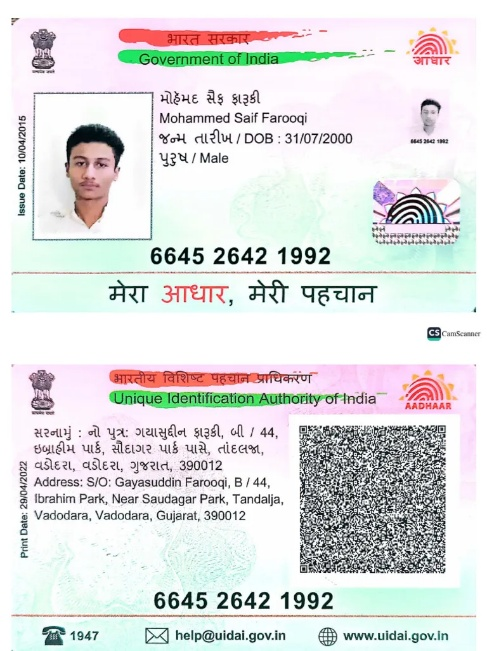 भारत सरकार
Government of India
आधार
Issue Date: 10/04/2015
મોહંમદ સૈફ ફારૂકી
Mohammed Saif Farooqi
જન્મ તારીખ / DOB : 31/07/2000
પુરૂષ / Male
6645 2642 1992
6645 2642 1992
मेरा आधार, मेरी पहचान
CS CamScanner
भारतीय विशिष्ट पहचान प्राधिकरण
Unique Identification Authority of India
AADHAAR
Print Date: 29/04/2022
સરનામું : નો પુત્ર: ગયાસુદ્દીન ફારૂકી, બી / 44,
ઇબ્રાહીમ પાર્ક, સૌદાગર પાર્ક પાસે, તાંદલજા,
વડોદરા, વડોદરા, ગુજરાત, 390012
Address: S/O: Gayasuddin Farooqi, B / 44,
Ibrahim Park, Near Saudagar Park, Tandalja,
Vadodara, Vadodara, Gujarat, 390012
6645 2642 1992
1947
help@uidai.gov.in
www.uidai.gov.in